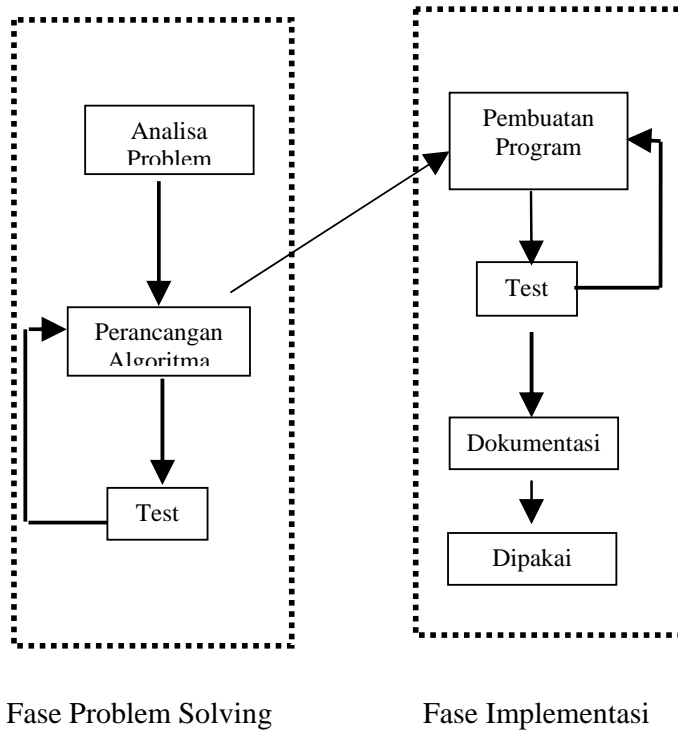 Analisa
Problem
Perancangan
Algoritma
Test
Pembuatan
Program
Test
Dokumentasi
Dipakai
Fase Problem Solving
Fase Implementasi